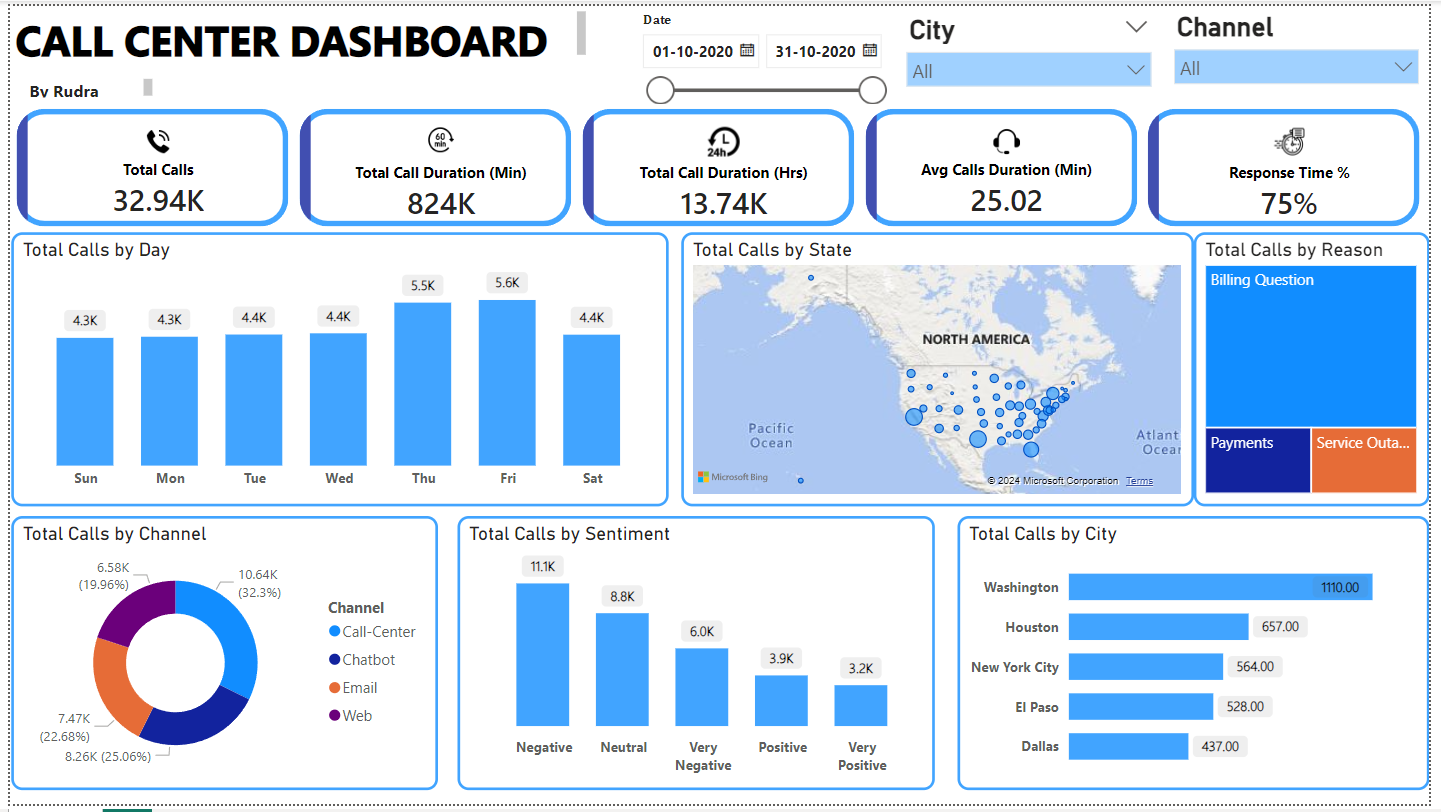 CALL CENTER DASHBOARD
By Rudra
Date
01-10-2020
31-10-2020
City
All
Channel
All
60
min
24h
Total Calls
32.94K
Total Call Duration (Min)
824K
Total Call Duration (Hrs)
13.74K
Avg Calls Duration (Min)
25.02
Response Time %
75%
Total Calls by Day
4.3K
4.3K
4.4K
4.4K
5.5K
5.6K
4.4K
Sun
Mon
Tue
Wed
Thu
Fri
Sat
Total Calls by State
NORTH AMERICA
Pacific
Ocean
Atlant
Ocear
Microsoft Bing
© 2024 Microsoft Corporation Terms
Total Calls by Reason
Billing Question
Payments
Service Outa...
Total Calls by Channel
6.58K
(19.96%)
10.64K
(32.3%)
7.47K
(22.68%)
8.26K (25.06%)
Channel
Call-Center
Chatbot
Email
Web
Total Calls by Sentiment
11.1K
8.8K
6.0K
3.9K
3.2K
Negative
Neutral
Very
Negative
Positive
Very
Positive
Total Calls by City
Washington
1110.00
Houston
657.00
New York City
564.00
El Paso
528.00
Dallas
437.00